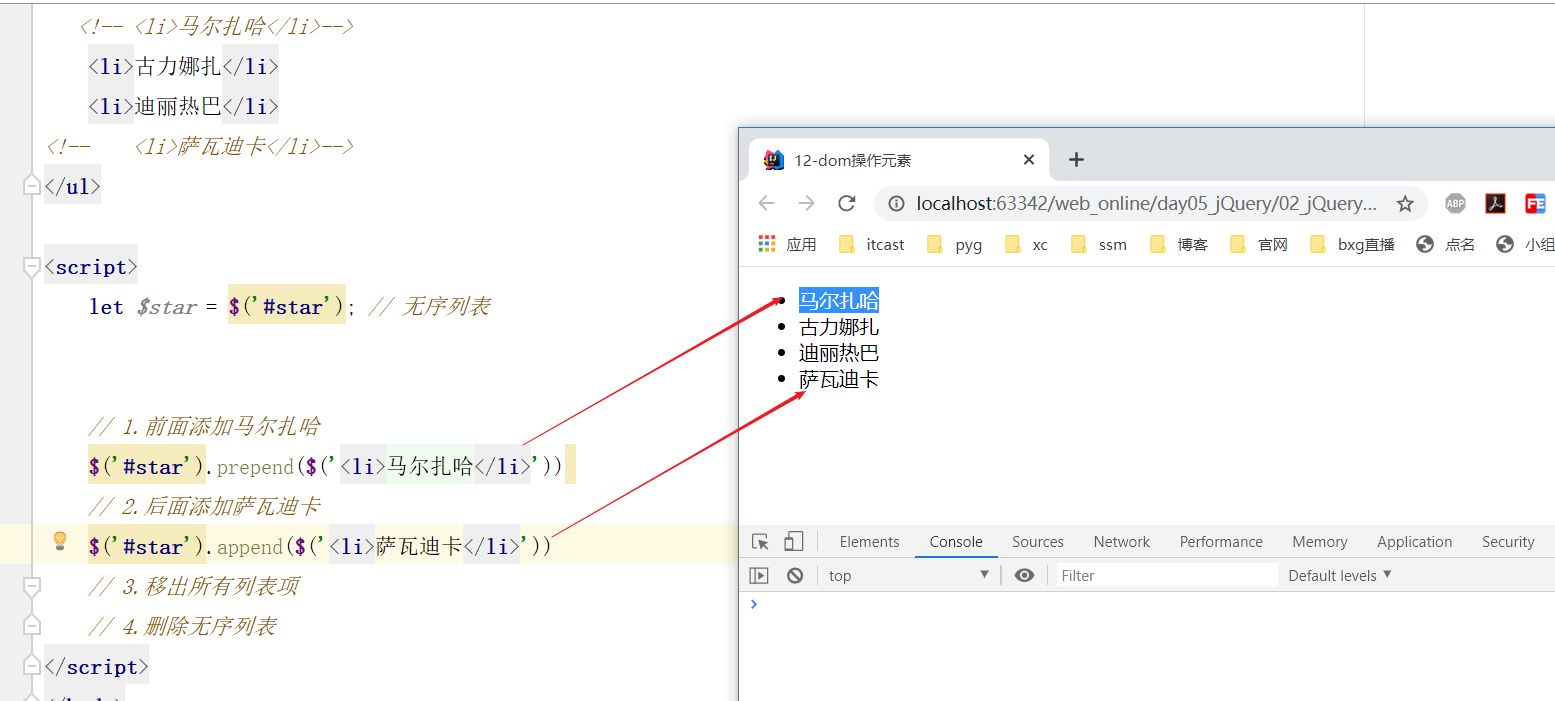 <!-- <li>马尔扎哈</li>-->
<li>古力娜扎</li>
<li>迪丽热巴</li>
<!-- <li>萨瓦迪卡</li>-->
</ul>
<script>
let $star = $('#star'); // 无序列表
// 1.前面添加马尔扎哈
$('#star').prepend($('<li>马尔扎哈</li>'))
// 2.后面添加萨瓦迪卡
$('#star').append($('<li>萨瓦迪卡</li>'))
// 3.移出所有列表项
// 4.删除无序列表
</script>
12-dom操作元素
localhost:63342/web_online/day05_jQuery/02_jQuery...
ABP
FE
应用 itcast pyg xc ssm 博客 官网 bxg直播 点名 小组
马尔扎哈
古力娜扎
迪丽热巴
萨瓦迪卡
Elements Console Sources Network Performance Memory Application Security
top Filter Default levels